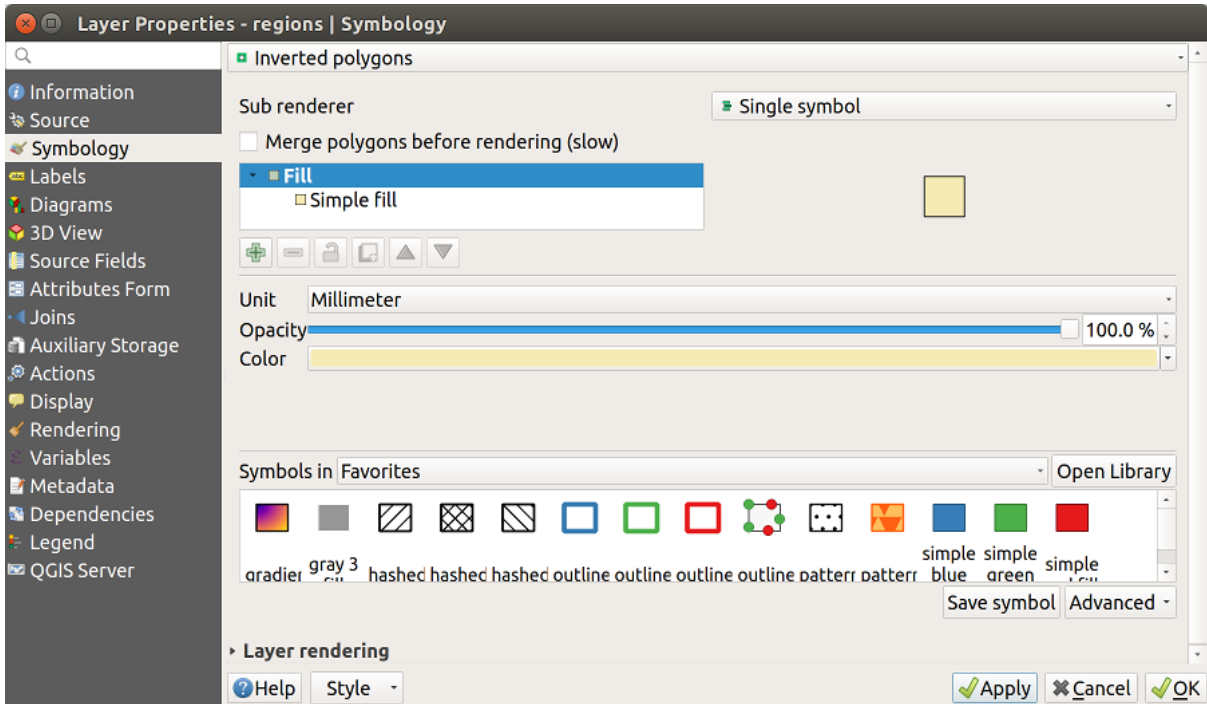 Layer Properties - regions | Symbology
Information
Source
Symbology
Labels
Diagrams
3D View
Source Fields
Attributes Form
Joins
Auxiliary Storage
Actions
Display
Rendering
Variables
Metadata
Dependencies
Legend
QGIS Server
Inverted polygons
Sub renderer Single symbol
Merge polygons before rendering (slow)
Fill
Simple fill
Unit Millimeter
Opacity 100.0 %
Color
Symbols in Favorites Open Library
simple simple
gray 3 simple
gradier hashed hashed hashed outline outline outline outline pattern pattern blue green
Save symbol Advanced
Layer rendering
Help Style Apply Cancel OK